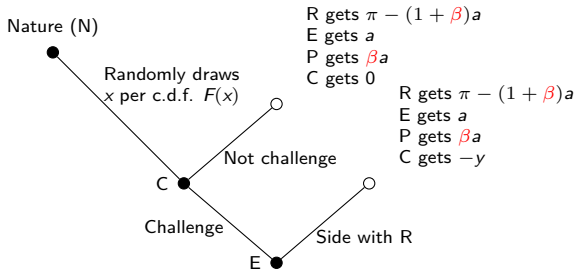 Nature (N)
Randomly draws
x per c.d.f. F(x)
R gets π − (1 + β)a
E gets a
P gets βa
C gets 0
R gets π − (1 + β)a
E gets a
P gets βa
C gets −y
C
Not challenge
Challenge
Side with R
E